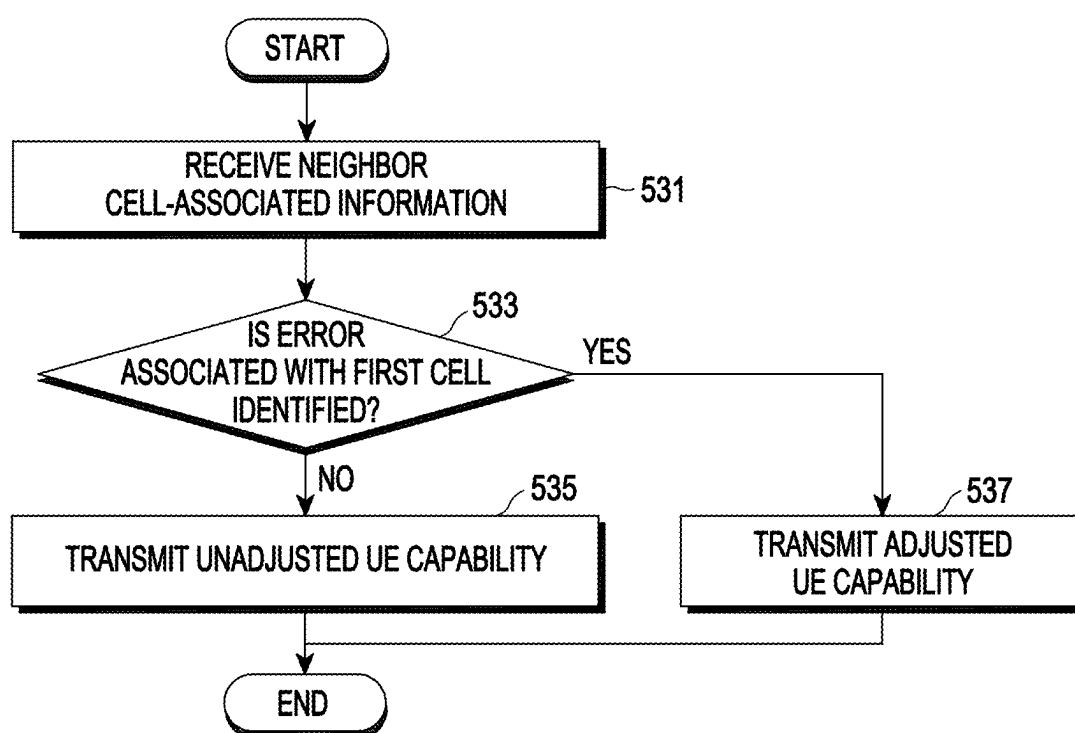 START
RECEIVE NEIGHBOR
CELL-ASSOCIATED INFORMATION
531
533
IS ERROR
ASSOCIATED WITH FIRST CELL
IDENTIFIED?
YES
NO
535
TRANSMIT UNADJUSTED UE CAPABILITY
537
TRANSMIT ADJUSTED
UE CAPABILITY
END